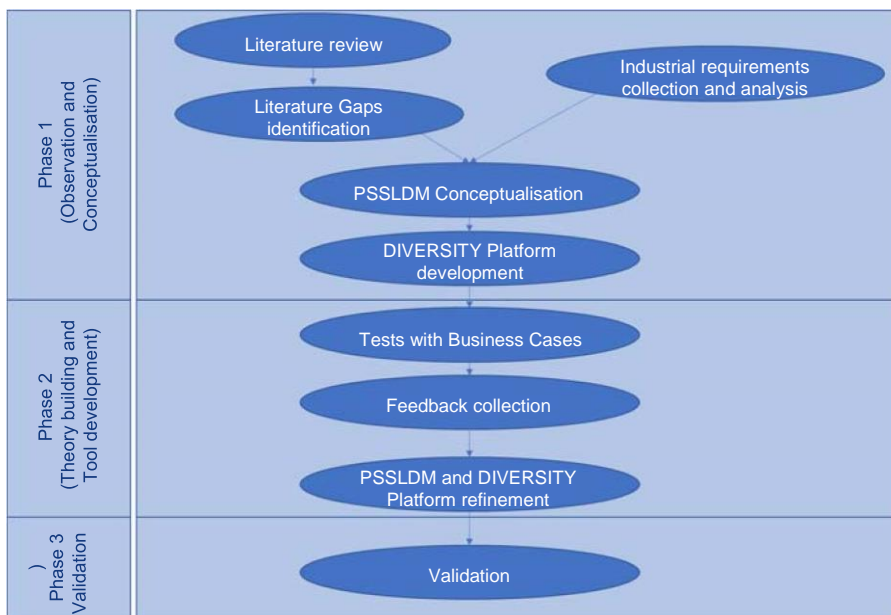 Phase 1
(Observation and
Conceptualisation)
Literature review
Industrial requirements
collection and analysis
Literature Gaps
identification
PSSLDM Conceptualisation
DIVERSITY Platform
development
Phase 2
(Theory building and
Tool development)
Tests with Business Cases
Feedback collection
PSSLDM and DIVERSITY
Platform refinement
)
Phase 3
Validation
Validation